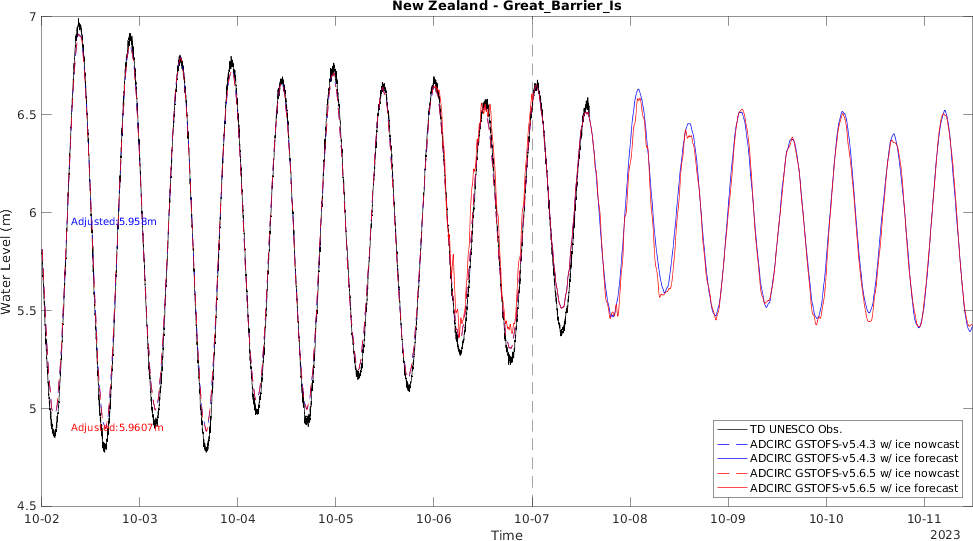 New Zealand - Great_Barrier_Is
Water Level (m)
7
6.5
6
5.5
5
4.5
Adjusted:5.958m
Adjusted:5.9607m
TD UNESCO Obs.
ADCIRC GSTOFS-v5.4.3 w/ ice nowcast
ADCIRC GSTOFS-v5.4.3 w/ ice forecast
ADCIRC GSTOFS-v5.6.5 w/ ice nowcast
ADCIRC GSTOFS-v5.6.5 w/ ice forecast
10-02 10-03 10-04 10-05 10-06 10-07 10-08 10-09 10-10 10-11
Time
2023